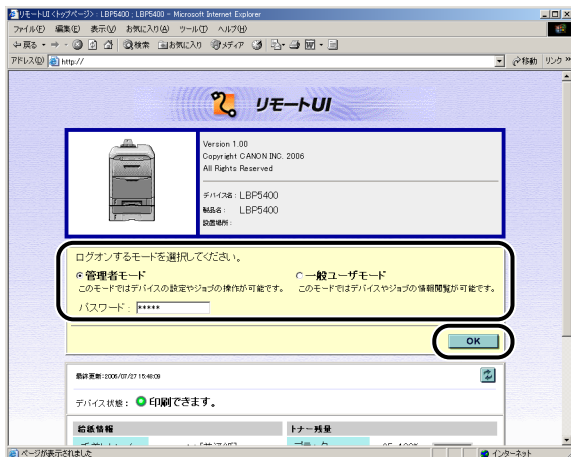 リモートUI <トップページ> : LBP5400 ; LBP5400 - Microsoft Internet Explorer
ファイル(F) 編集(E) 表示(V) お気に入り(A) ツール(T) ヘルプ(H)
戻る 検索 お気に入り メディア
アドレス(D) http:// 移動 リンク »
リモートUI
Version 1.00
Copyright CANON INC. 2006
All Rights Reserved
デバイス名 : LBP5400
製品名 : LBP5400
設置場所 :
ログオンするモードを選択してください。
管理者モード 一般ユーザモード
このモードではデバイスの設定やジョブの操作が可能です。 このモードではデバイスやジョブの情報閲覧が可能です。
パスワード : *****
OK
最終更新 : 2006/07/27 15:48:09
デバイス状態 : 印刷できます。
給紙情報 トナー残量
ページが表示されました インターネット